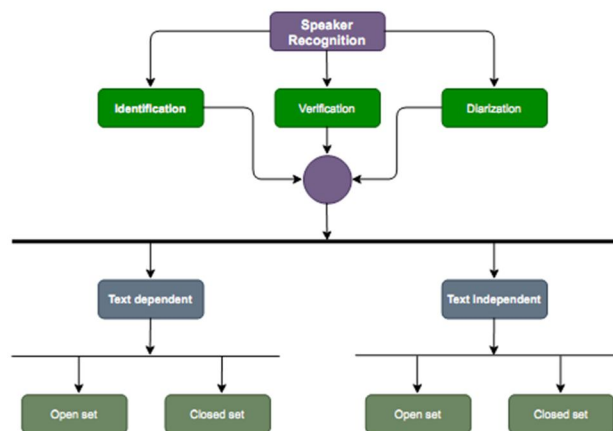 Speaker
Recognition
Identification
Verification
Diarization
Text dependent
Text independent
Open set
Closed set
Open set
Closed set